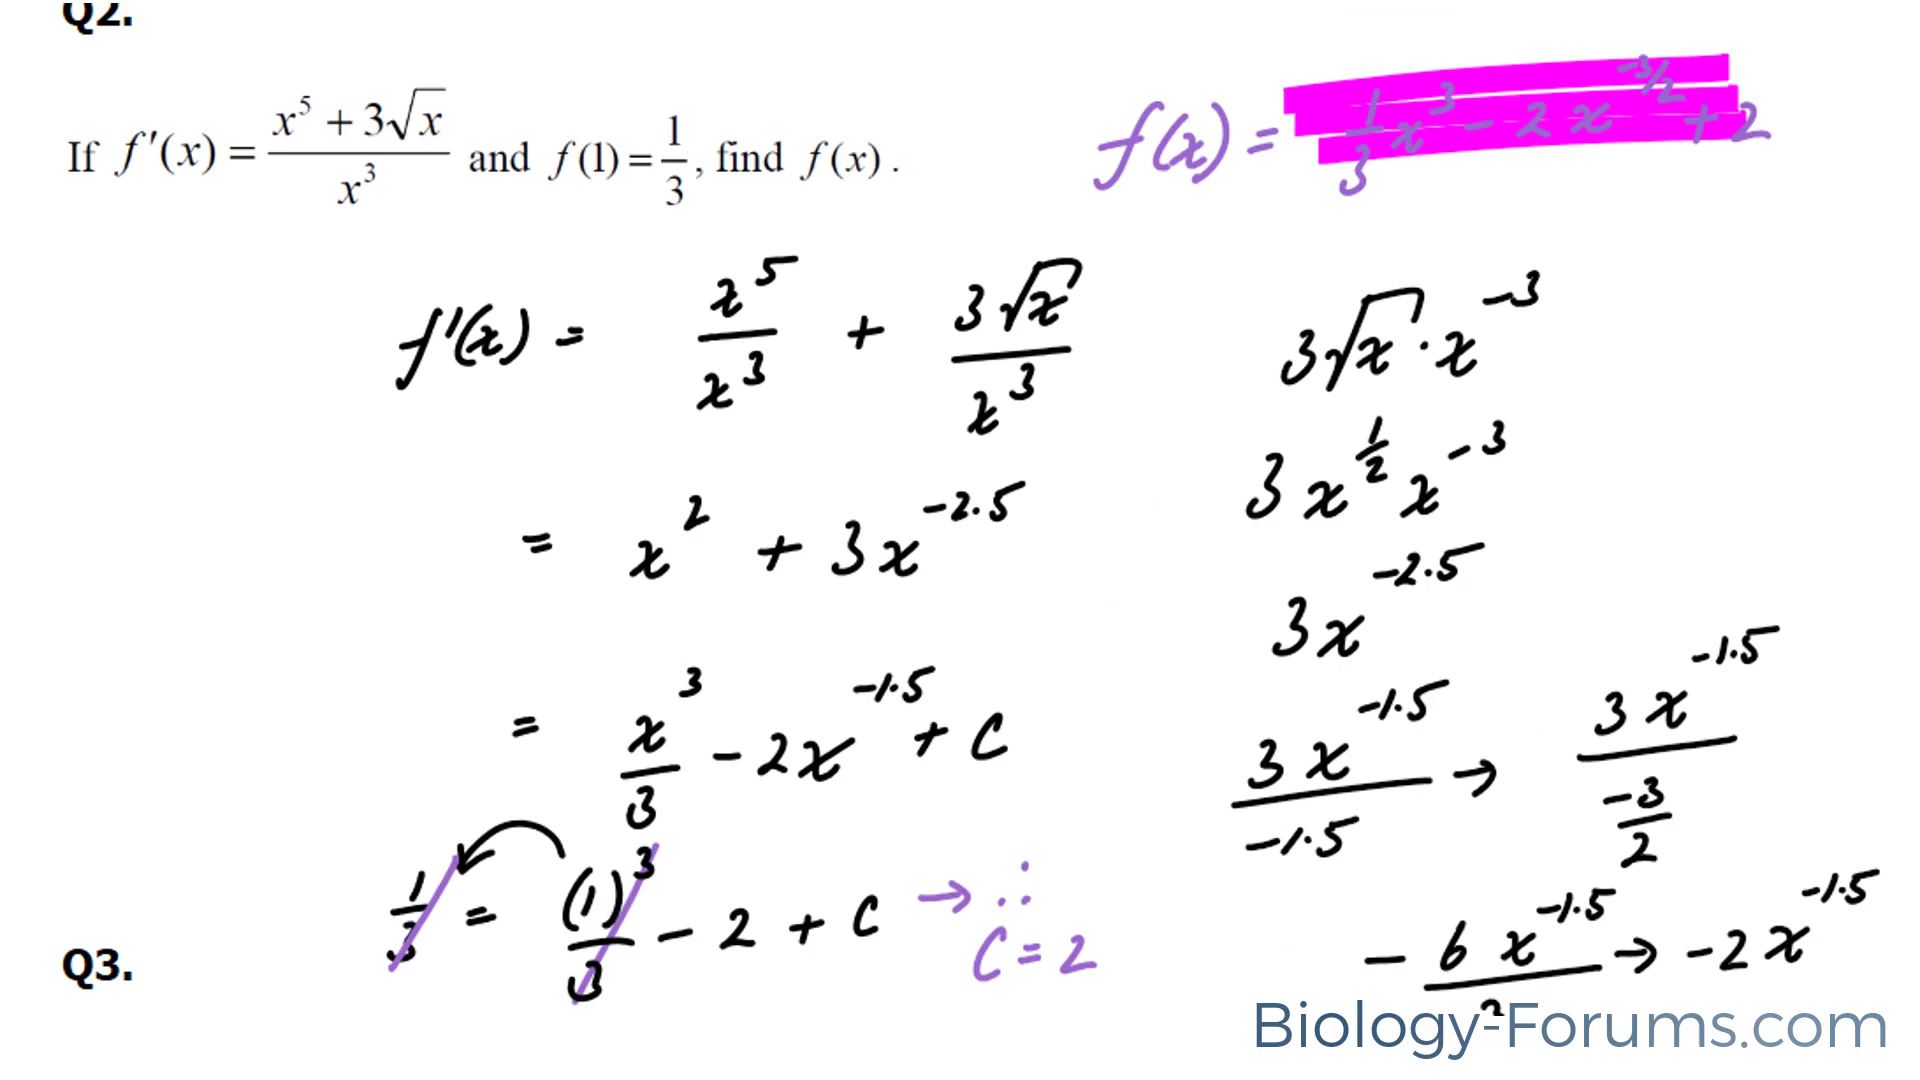 Q2.
If f'(x) = (x⁵ + 3√x)/x³ and f(1) = 1/3, find f(x).
f(x) = 1/3 x³ - 2x^(-3/2) + 2
f'(x) = x⁵/x³ + 3√x/x³
3√x · x⁻³
3x^(1/2) x⁻³
= x² + 3x^(-2.5)
3x^(-2.5)
= x³/3 - 2x^(-1.5) + C
3x^(-1.5)/-1.5 → 3x^(-1.5)/(-3/2)
1/3 = (1)³/3 - 2 + C → ∴
C = 2
- 6x^(-1.5)/3 → -2x^(-1.5)
Q3.
Biology-Forums.com